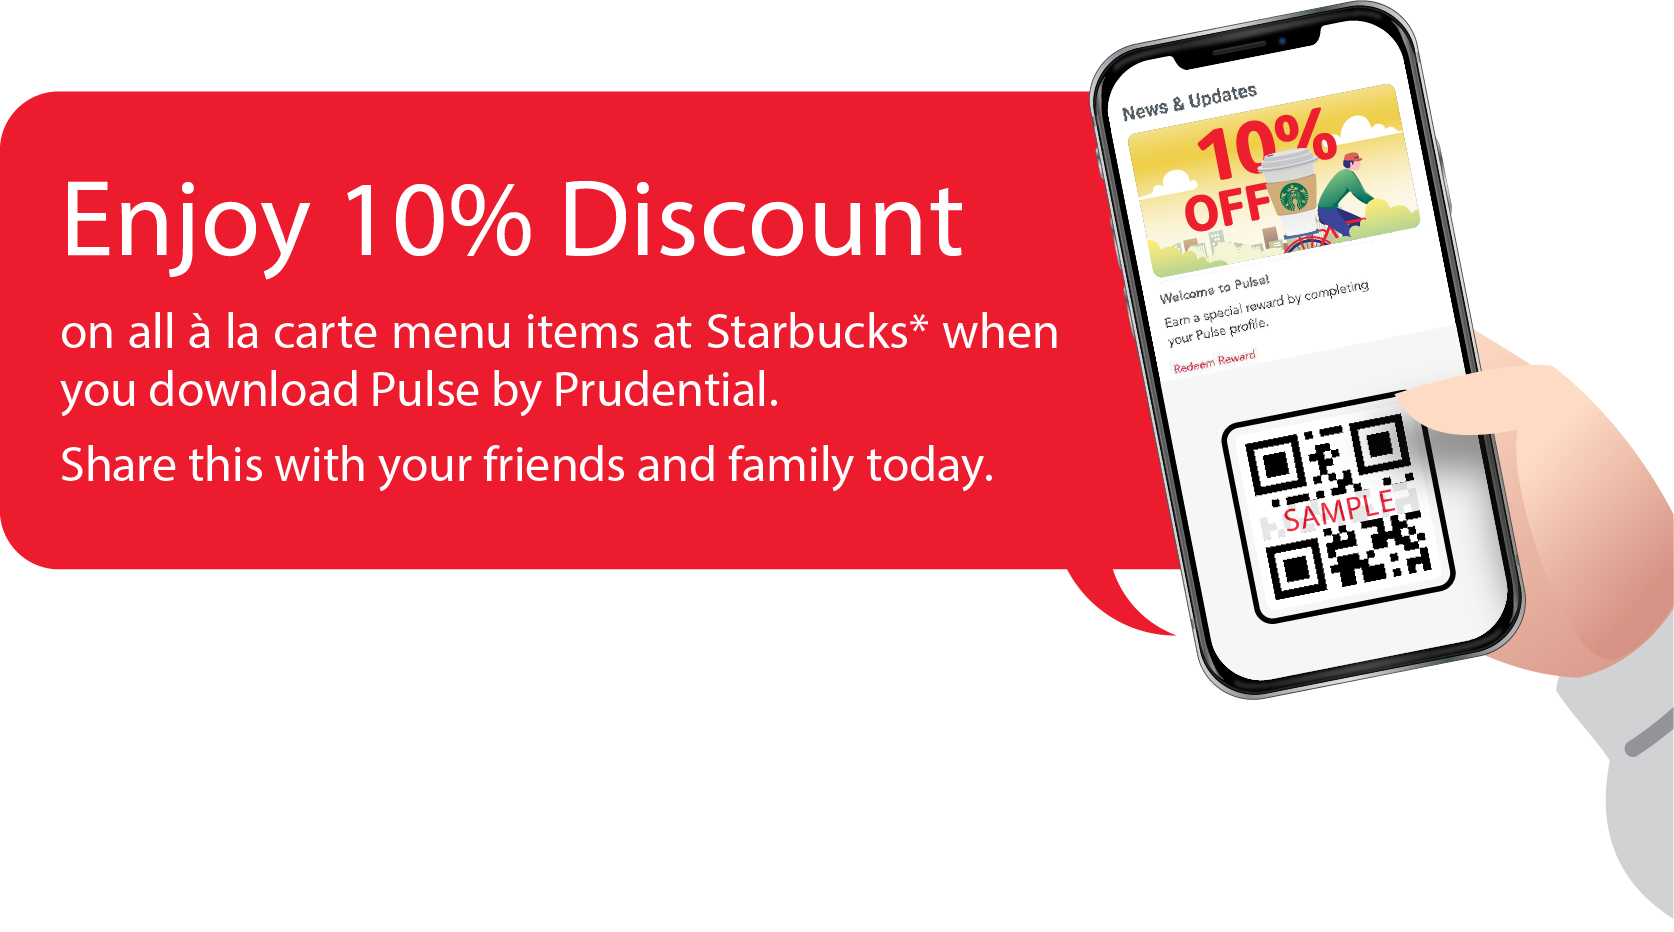 Enjoy 10% Discount
on all à la carte menu items at Starbucks* when
you download Pulse by Prudential.
Share this with your friends and family today.
News & Updates
10%
OFF
Welcome to Pulse!
Earn a special reward by completing
your Pulse profile.
Redeem Reward
SAMPLE